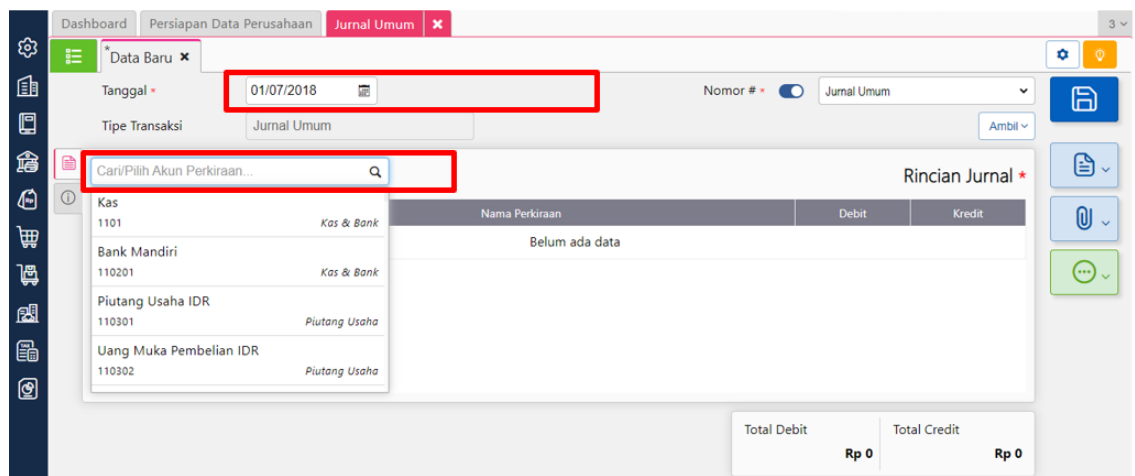 Dashboard Persiapan Data Perusahaan Jurnal Umum ✖ 3
*Data Baru ✖
Tanggal * 01/07/2018 Nomor # * Jurnal Umum
Tipe Transaksi Jurnal Umum Ambil
Cari/Pilih Akun Perkiraan... Rincian Jurnal *
Kas
1101 Kas & Bank
Nama Perkiraan Debit Kredit
Belum ada data
Bank Mandiri
110201 Kas & Bank
Piutang Usaha IDR
110301 Piutang Usaha
Uang Muka Pembelian IDR
110302 Piutang Usaha
Total Debit Total Credit
Rp 0 Rp 0